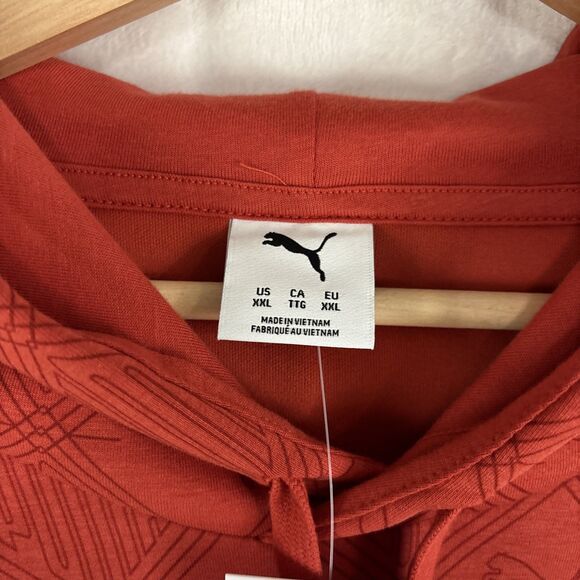 US CA EU
XXL TTG XXL
MADE IN VIETNAM
FABRIQUÉ AU VIETNAM